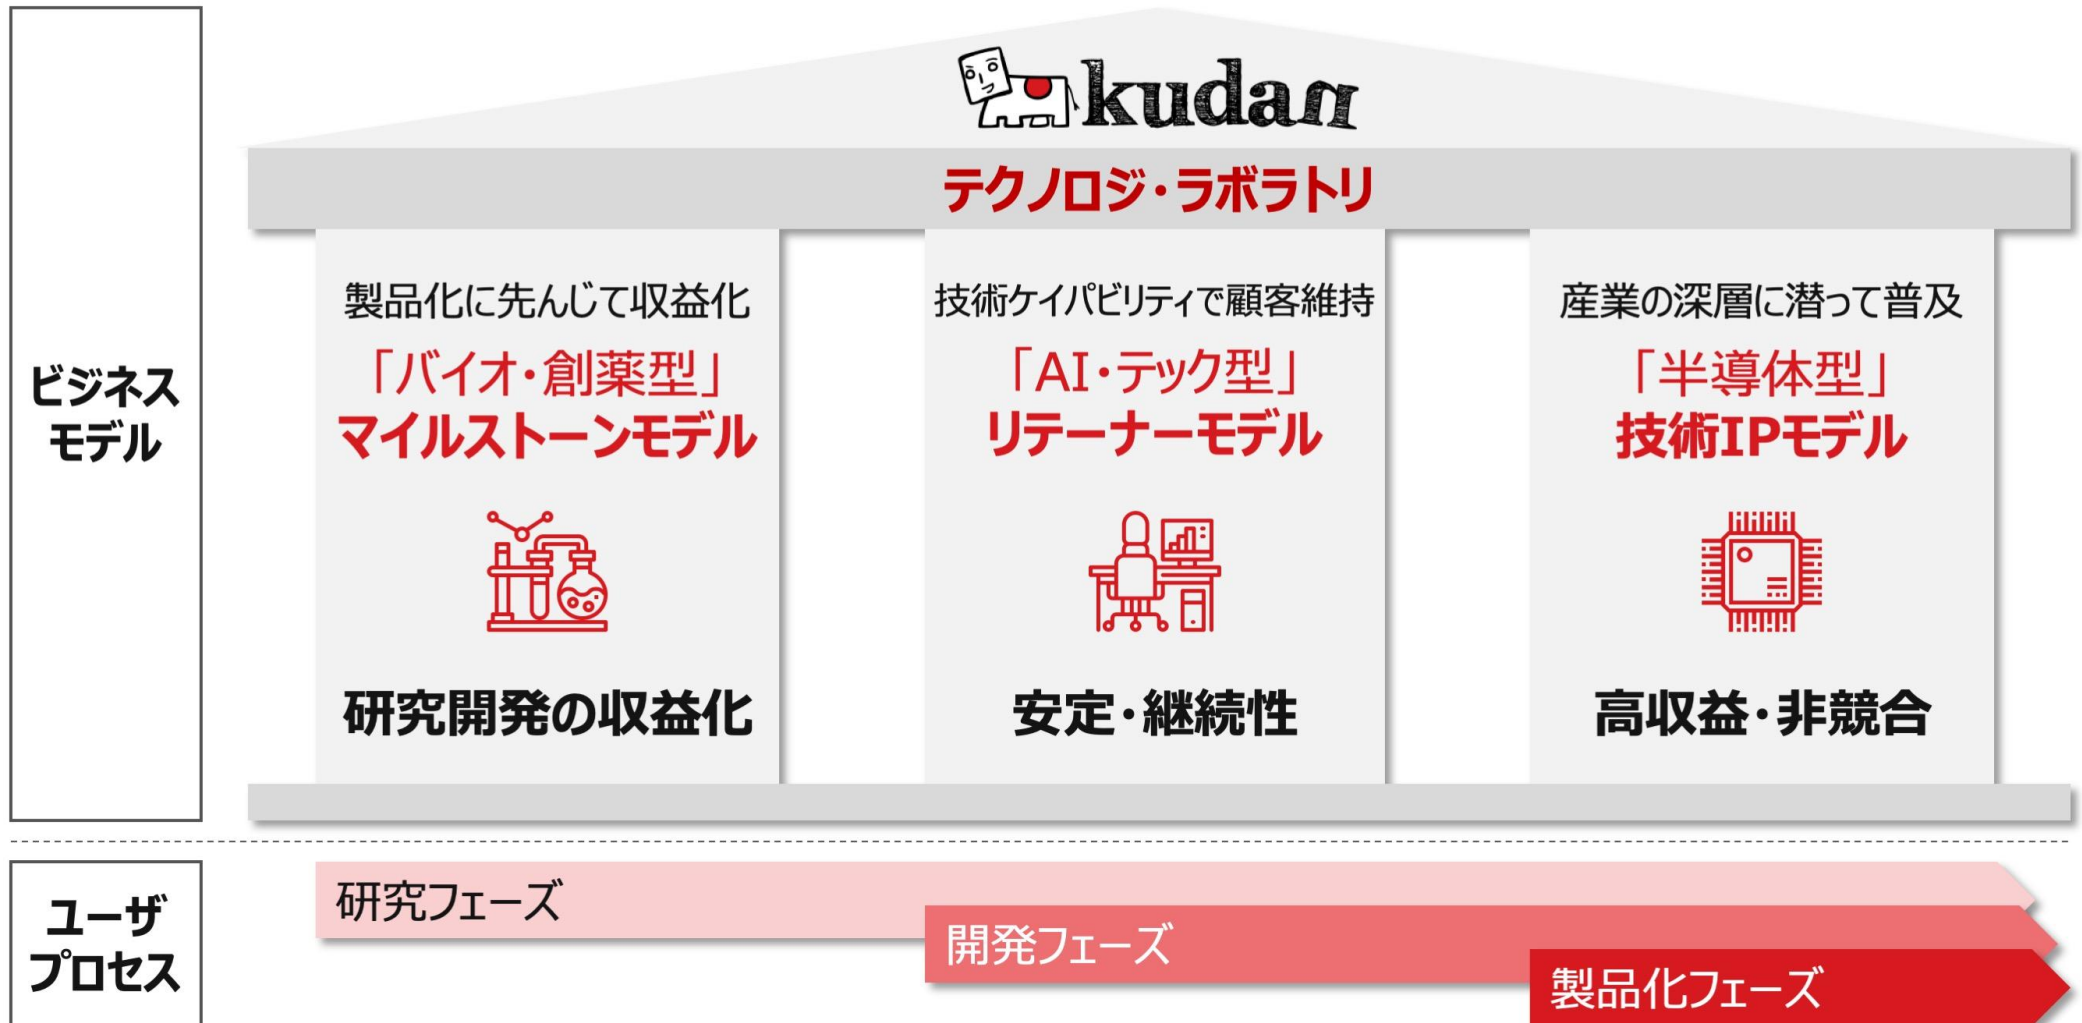 kudan
テクノロジ・ラボラトリ
ビジネス
モデル
製品化に先んじて収益化
「バイオ・創薬型」
マイルストーンモデル
研究開発の収益化
技術ケイパビリティで顧客維持
「AI・テック型」
リテーナーモデル
安定・継続性
産業の深層に潜って普及
「半導体型」
技術IPモデル
高収益・非競合
ユーザ
プロセス
研究フェーズ
開発フェーズ
製品化フェーズ